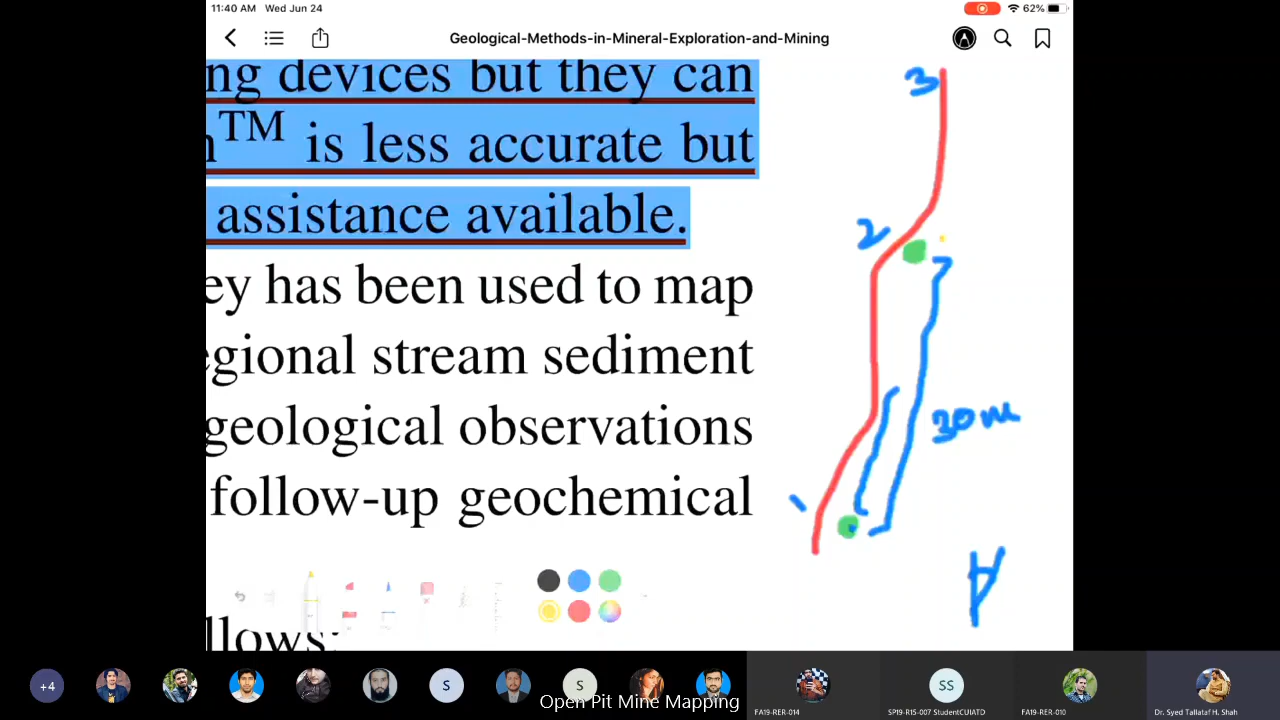 11:40 AM Wed Jun 24
62%
Geological-Methods-in-Mineral-Exploration-and-Mining
ng devices but they can
TM is less accurate but
assistance available.
ey has been used to map
egional stream sediment
geological observations
follow-up geochemical
llows:
3
2
30m
+4
S
S
SS
Open Pit Mine Mapping
FA19-RER-014
SP19-R15-007 StudentCUIATD
FA19-RER-010
Dr. Syed Tallataf H. Shah